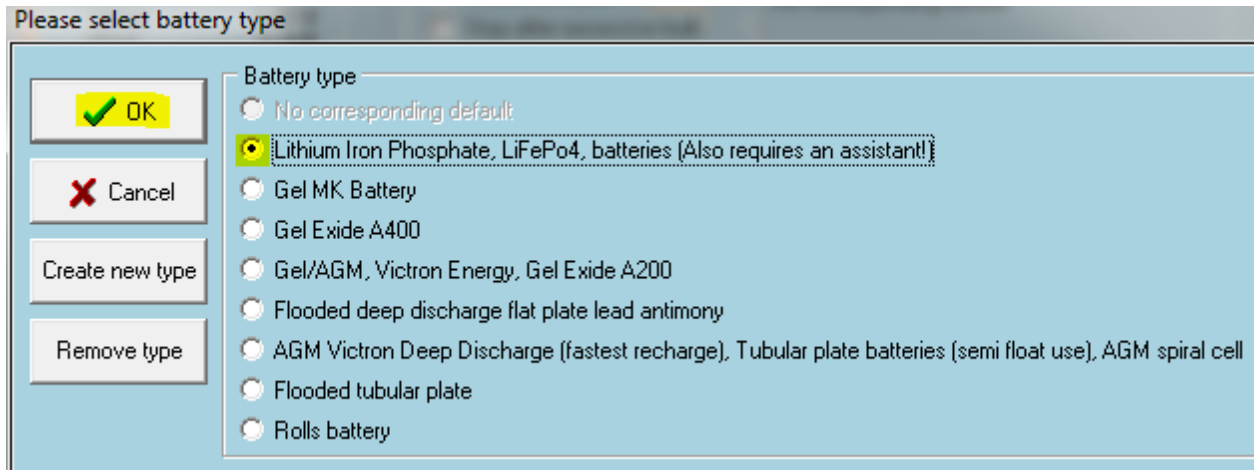 Please select battery type
OK
Cancel
Create new type
Remove type
Battery type
No corresponding default
Lithium Iron Phosphate, LiFePo4, batteries (Also requires an assistant!)
Gel MK Battery
Gel Exide A400
Gel/AGM, Victron Energy, Gel Exide A200
Flooded deep discharge flat plate lead antimony
AGM Victron Deep Discharge (fastest recharge), Tubular plate batteries (semi float use), AGM spiral cell
Flooded tubular plate
Rolls battery